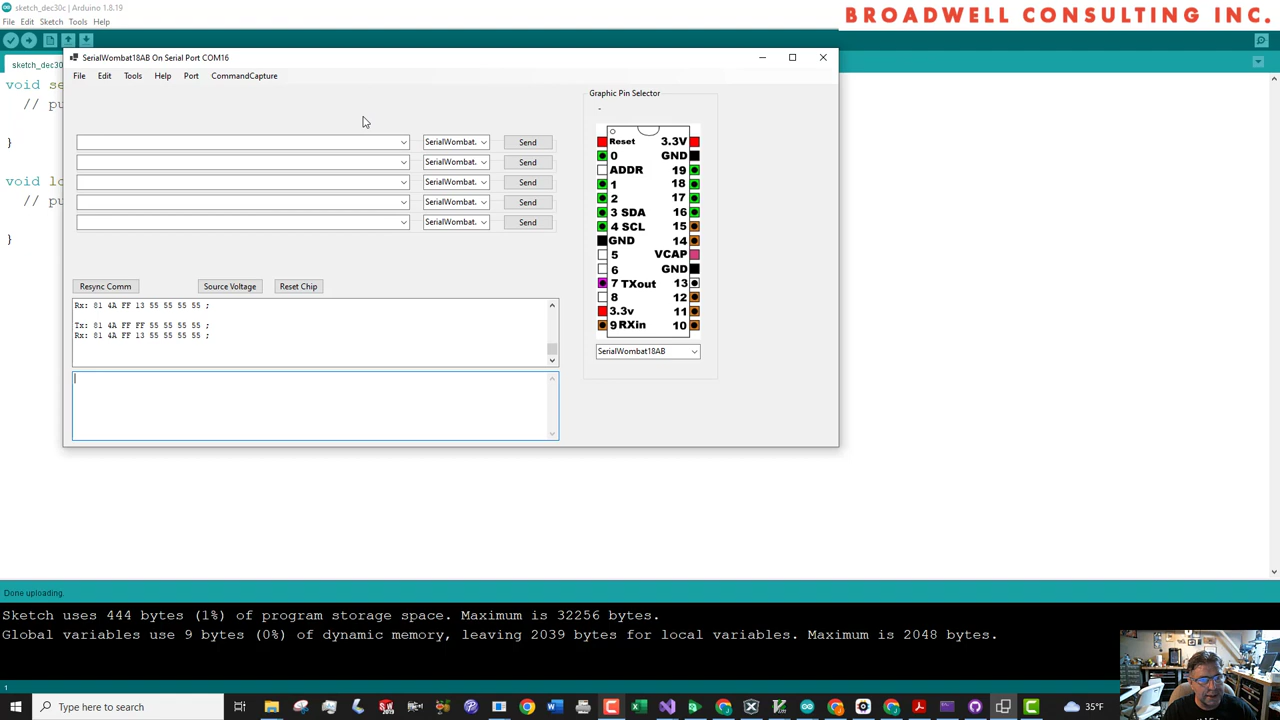 sketch_dec30c | Arduino 1.8.19
BROADWELL CONSULTING INC.
File Edit Sketch Tools Help
sketch_dec30
void se
// pu
}
void lo
// pu
}
SerialWombat18AB On Serial Port COM16
File Edit Tools Help Port CommandCapture
SerialWombat. Send
SerialWombat. Send
SerialWombat. Send
SerialWombat. Send
SerialWombat. Send
Resync Comm Source Voltage Reset Chip
Rx: 81 4A FF 13 55 55 55 55 ;
Tx: 81 4A FF FF 55 55 55 55 ;
Rx: 81 4A FF 13 55 55 55 55 ;
Graphic Pin Selector
-
Reset 3.3V
0 GND
ADDR 19
1 18
2 17
3 SDA 16
4 SCL 15
GND 14
5 VCAP
6 GND
7 TXout 13
8 12
3.3v 11
9 RXin 10
SerialWombat18AB
Done uploading.
Sketch uses 444 bytes (1%) of program storage space. Maximum is 32256 bytes.
Global variables use 9 bytes (0%) of dynamic memory, leaving 2039 bytes for local variables. Maximum is 2048 bytes.
1
Type here to search
35°F